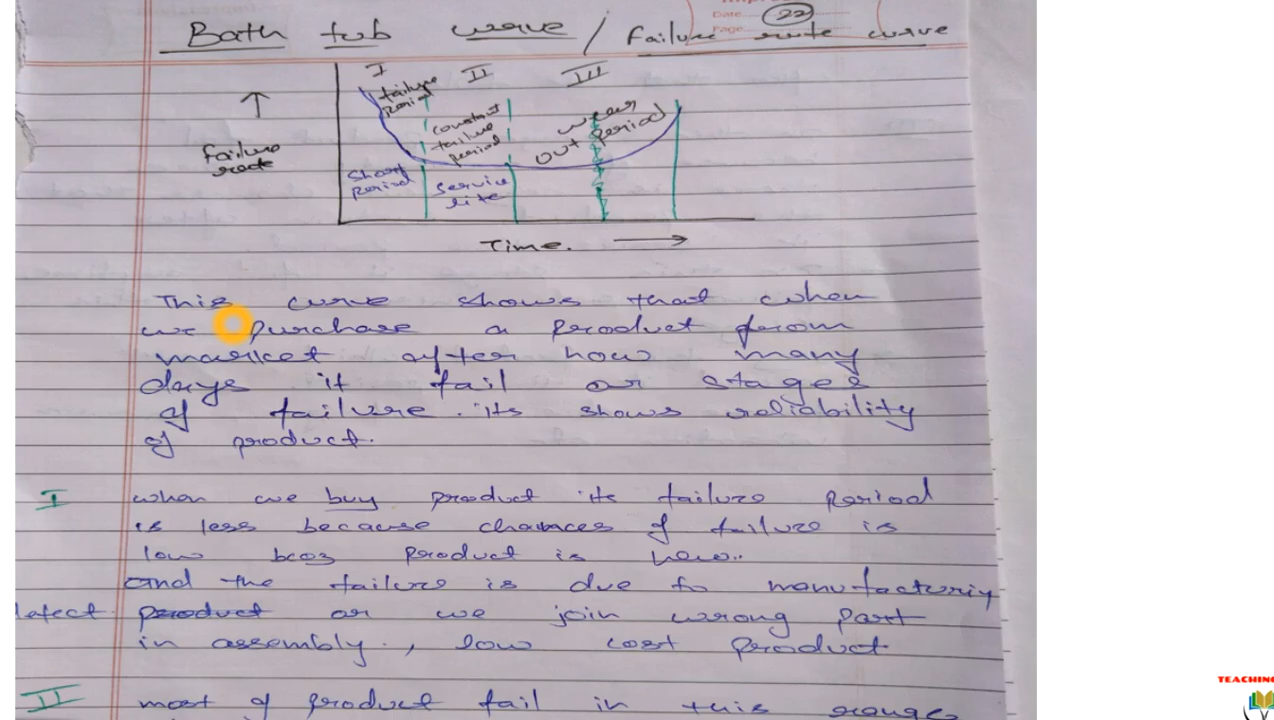 Date 22
Page
Bath tub curve / Failure rate curve
I II III
failure period
constant failure period
wear out period
failure rate
short period
service life
Time.
This curve shows that when
we purchase a product from
market after how many
days it fail or stages
of failure. its shows reliability
of product.
I when we buy product its failure period
is less because chances of failure is
low bcoz product is new..
and the failure is due to manufacturing
defect product or we join wrong part
in assembly., low cost product
II most of product fail in this range
TEACHING